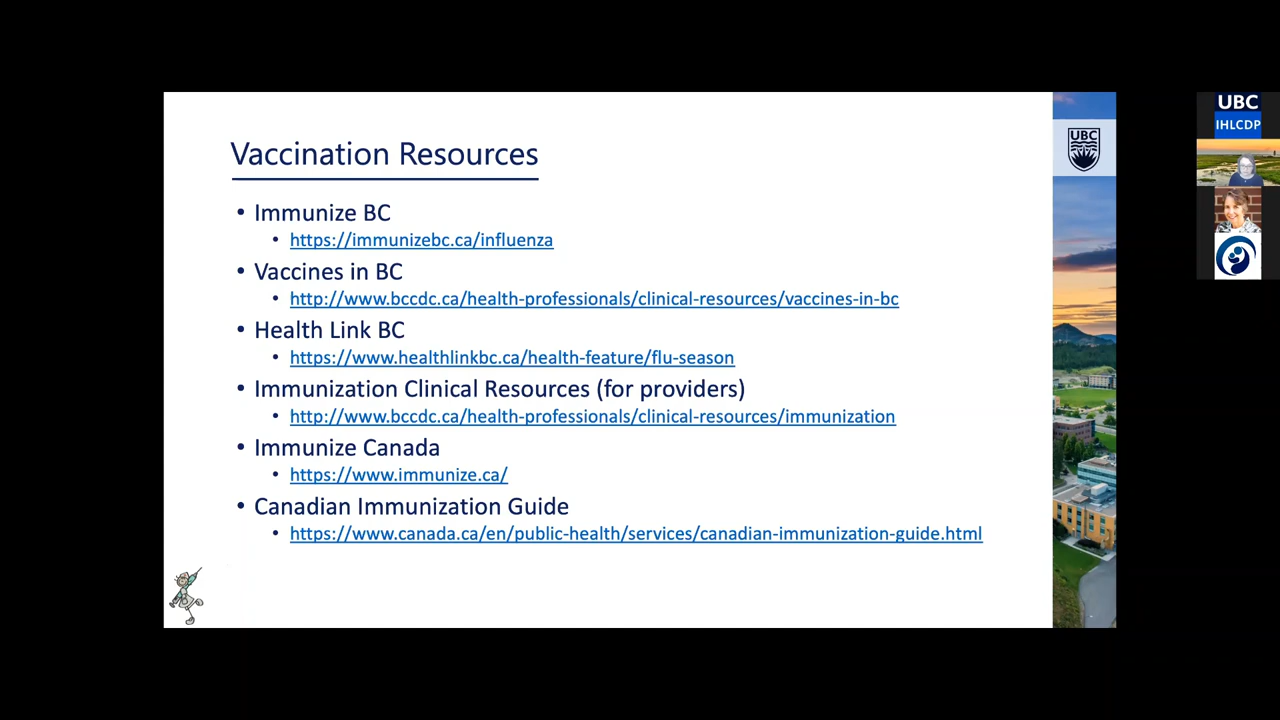 Vaccination Resources
• Immunize BC
• https://immunizebc.ca/influenza
• Vaccines in BC
• http://www.bccdc.ca/health-professionals/clinical-resources/vaccines-in-bc
• Health Link BC
• https://www.healthlinkbc.ca/health-feature/flu-season
• Immunization Clinical Resources (for providers)
• http://www.bccdc.ca/health-professionals/clinical-resources/immunization
• Immunize Canada
• https://www.immunize.ca/
• Canadian Immunization Guide
• https://www.canada.ca/en/public-health/services/canadian-immunization-guide.html
UBC
UBC
IHLCDP